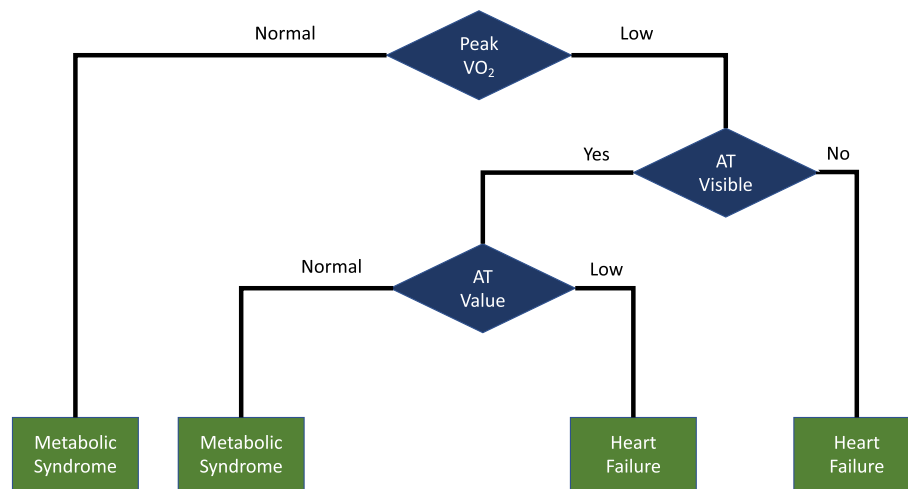 Normal
Peak
VO₂
Low
Yes
AT
Visible
No
Normal
AT
Value
Low
Metabolic
Syndrome
Metabolic
Syndrome
Heart
Failure
Heart
Failure